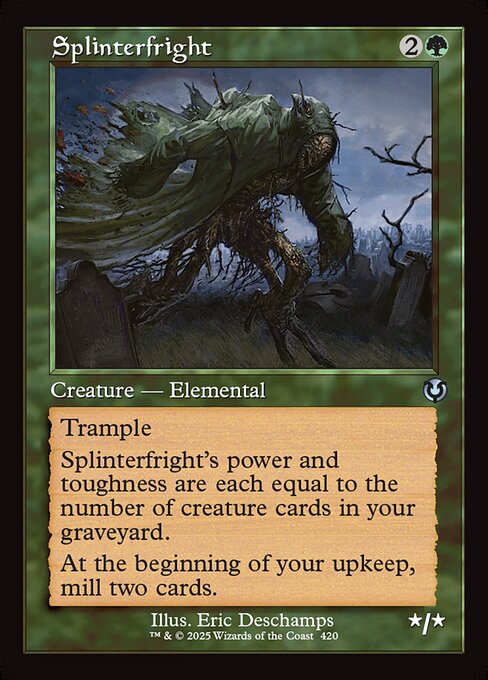 Splinterfright 2
Creature — Elemental
Trample
Splinterfright's power and
toughness are each equal to the
number of creature cards in your
graveyard.
At the beginning of your upkeep,
mill two cards.
Illus. Eric Deschamps
™ & © 2025 Wizards of the Coast 420
★/★